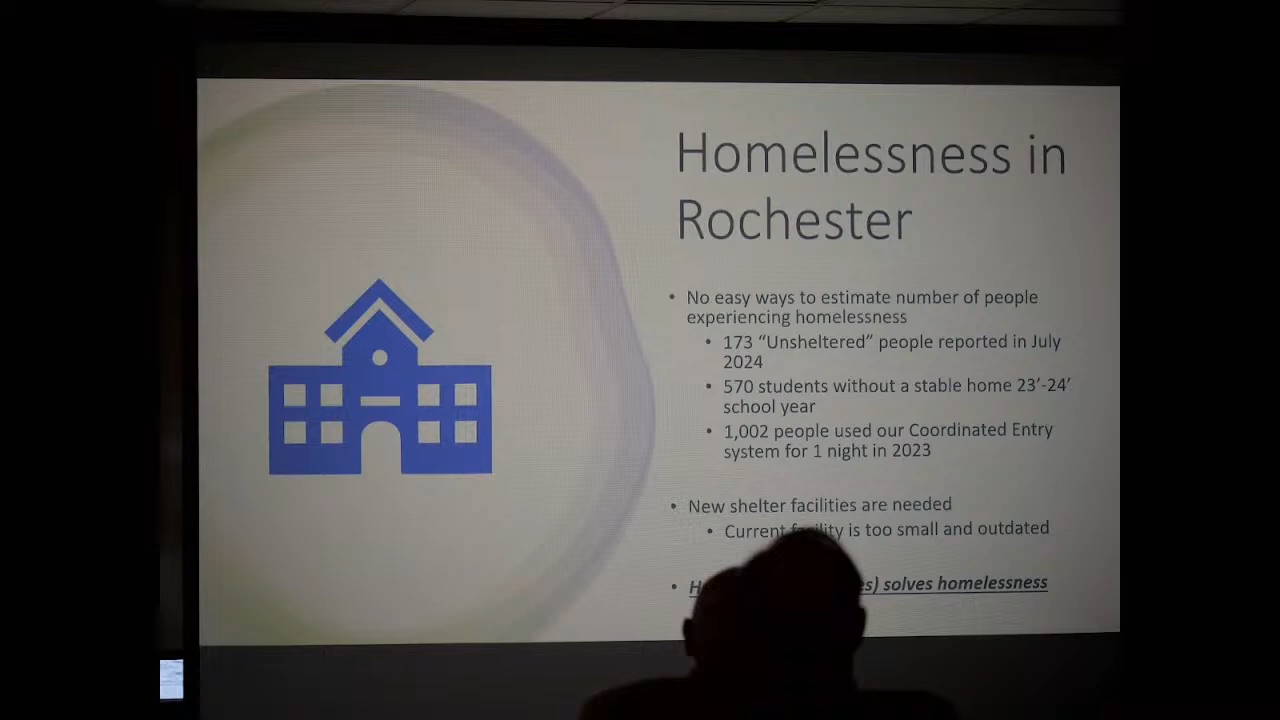 Homelessness in
Rochester
• No easy ways to estimate number of people
experiencing homelessness
• 173 “Unsheltered” people reported in July
2024
• 570 students without a stable home 23’-24’
school year
• 1,002 people used our Coordinated Entry
system for 1 night in 2023
• New shelter facilities are needed
• Current facility is too small and outdated
• solves homelessness